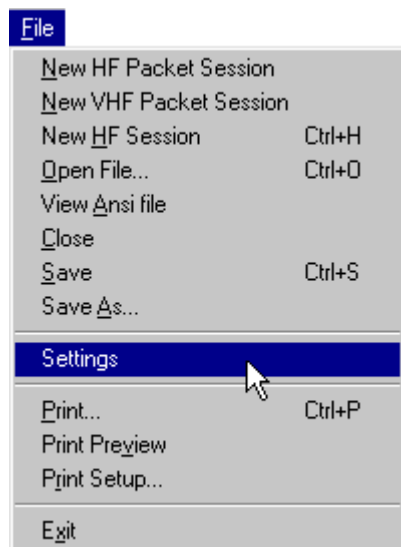 File
New HF Packet Session
New VHF Packet Session
New HF Session Ctrl+H
Open File... Ctrl+O
View Ansi file
Close
Save Ctrl+S
Save As...
Settings
Print... Ctrl+P
Print Preview
Print Setup...
Exit